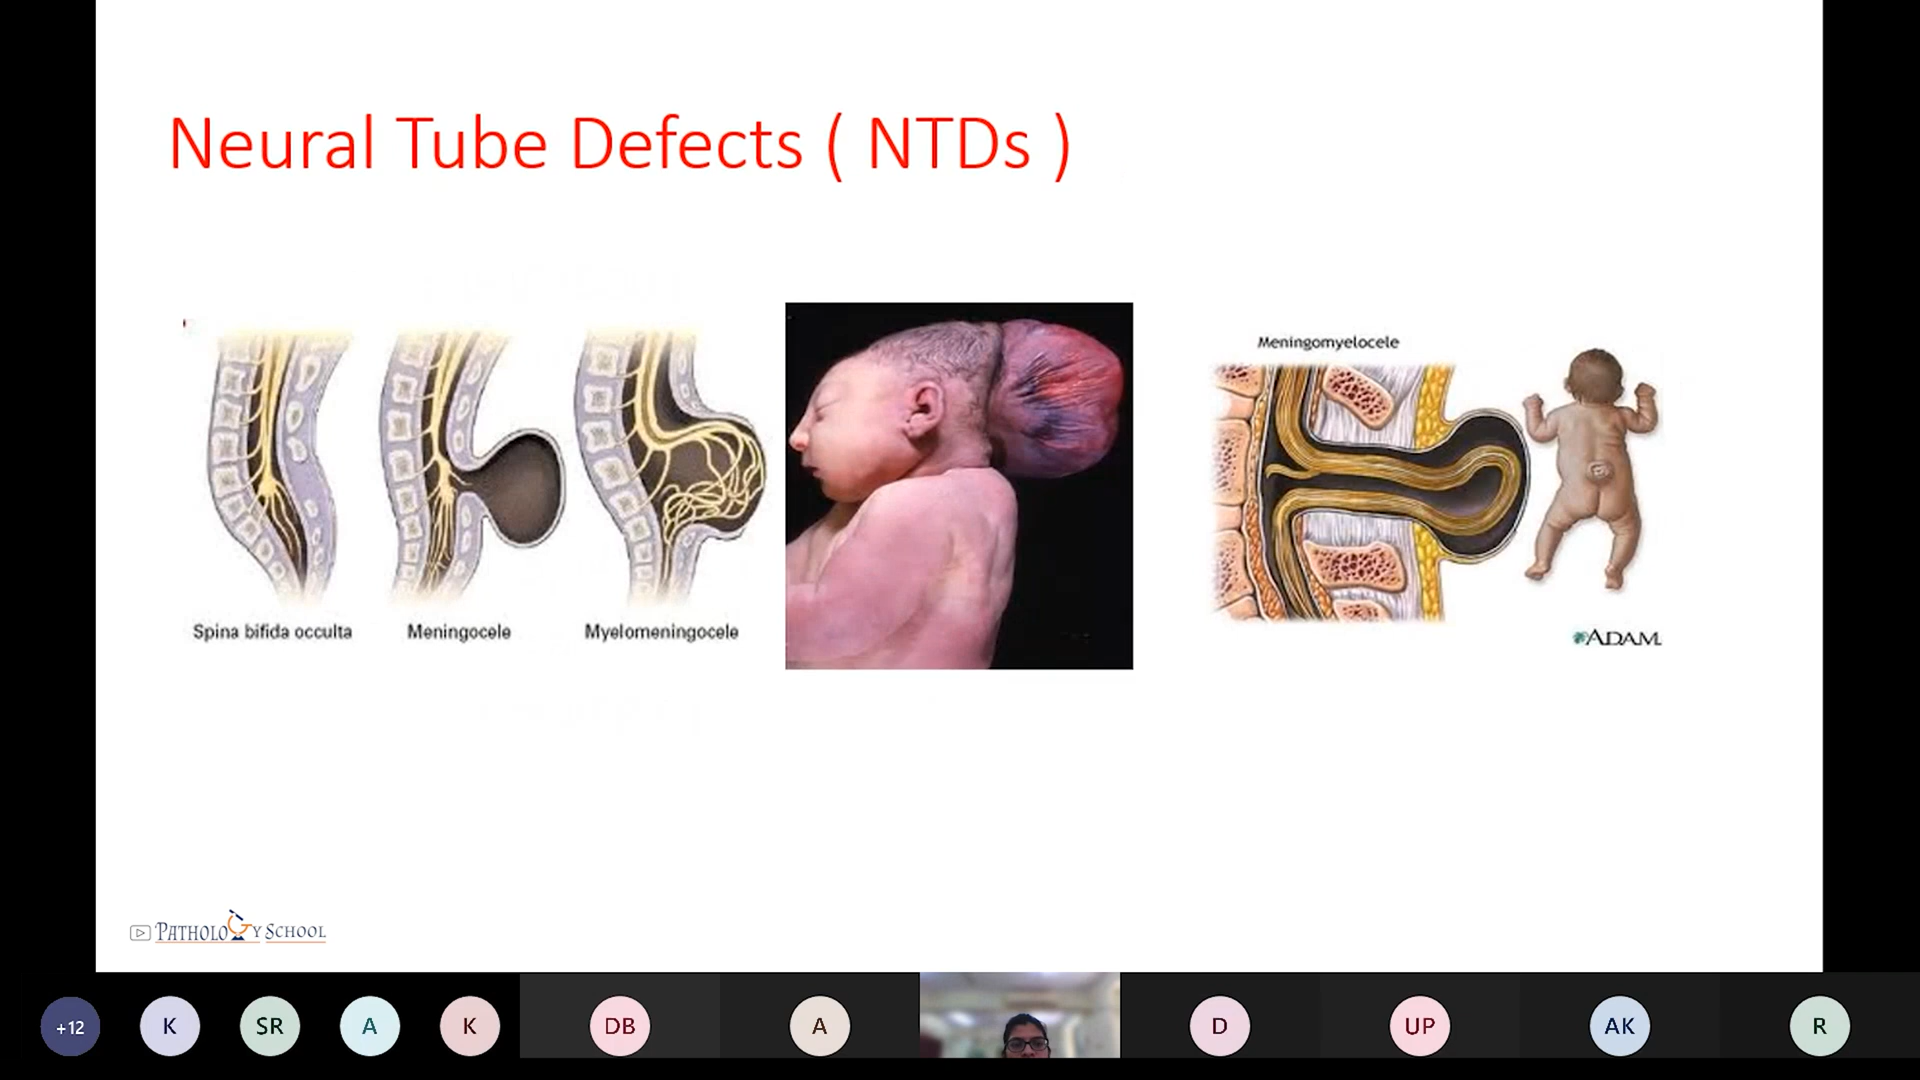 Neural Tube Defects ( NTDs )
Meningomyelocele
Spina bifida occulta
Meningocele
Myelomeningocele
ADAM.
PATHOLOGY SCHOOL
+12
K
SR
A
K
DB
A
D
UP
AK
R